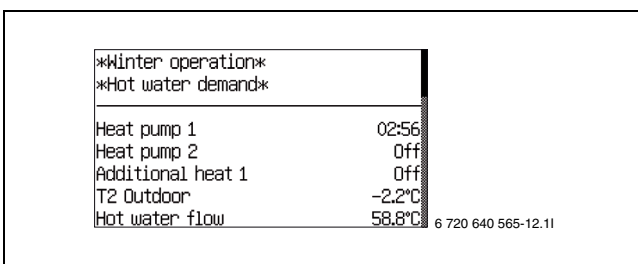 *Winter operation*
*Hot water demand*
Heat pump 1 02:56
Heat pump 2 Off
Additional heat 1 Off
T2 Outdoor -2.2°C
Hot water flow 58.8°C
6 720 640 565-12.1I